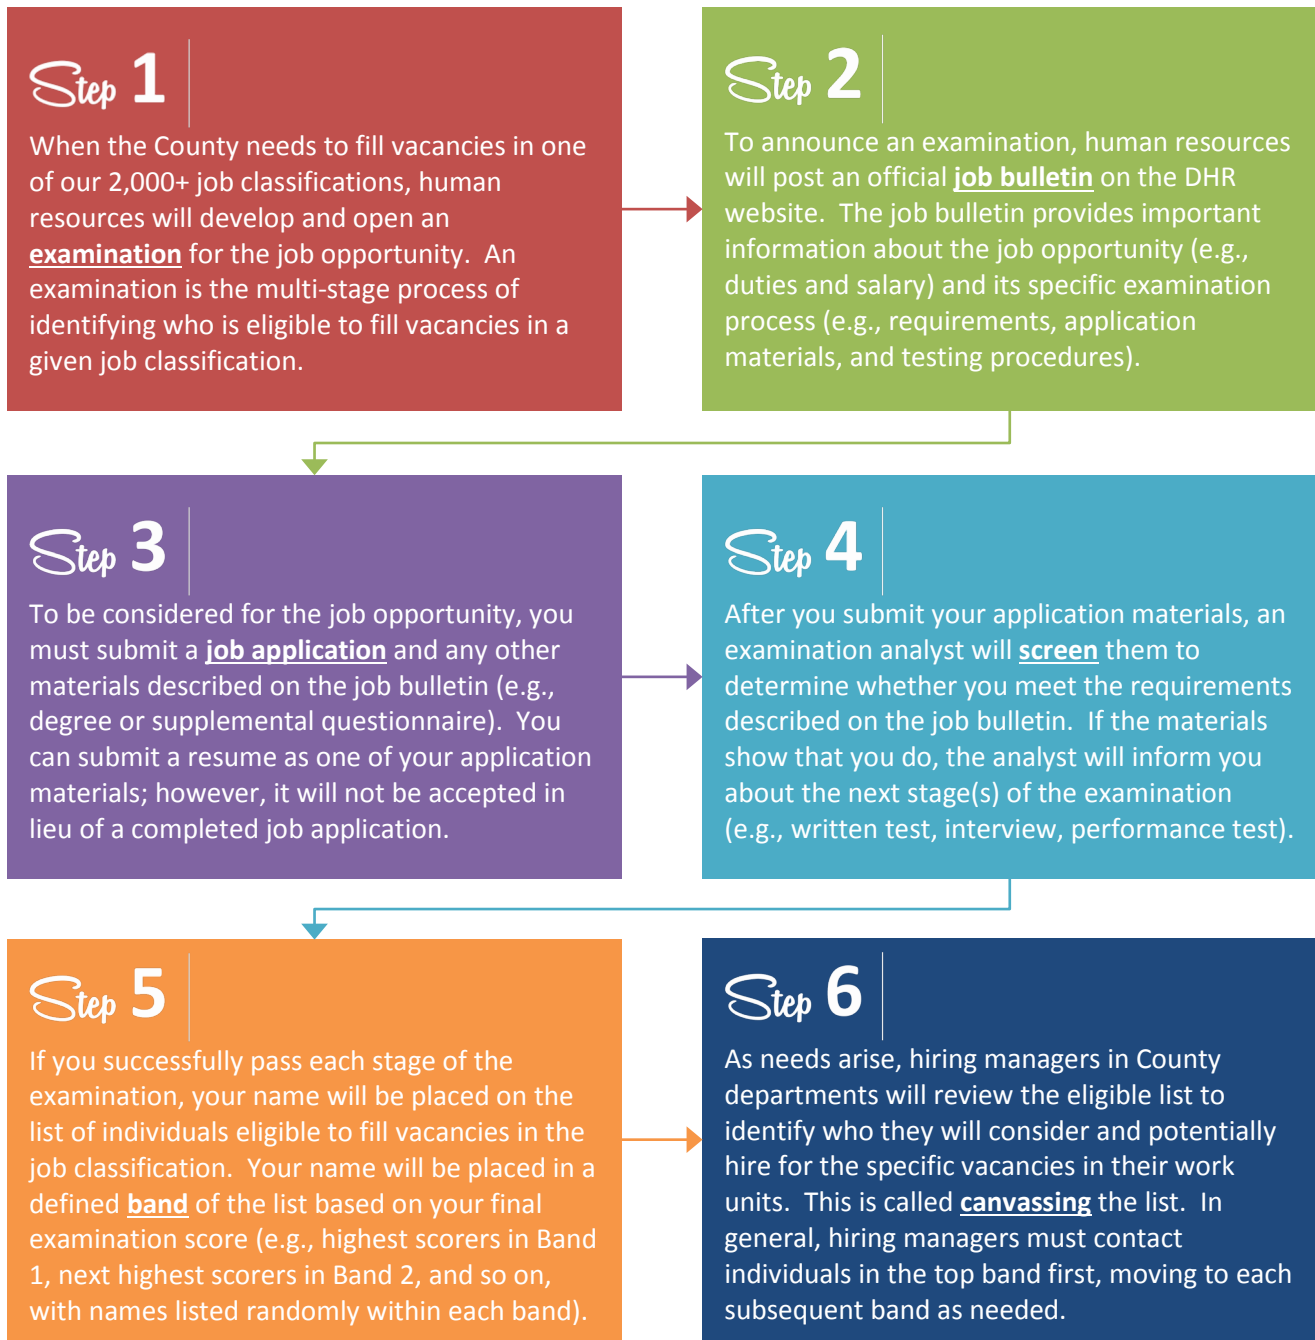 Step 1
When the County needs to fill vacancies in one
of our 2,000+ job classifications, human
resources will develop and open an
examination for the job opportunity.  An
examination is the multi-stage process of
identifying who is eligible to fill vacancies in a
given job classification.
Step 2
To announce an examination, human resources
will post an official job bulletin on the DHR
website.  The job bulletin provides important
information about the job opportunity (e.g.,
duties and salary) and its specific examination
process (e.g., requirements, application
materials, and testing procedures).
Step 3
To be considered for the job opportunity, you
must submit a job application and any other
materials described on the job bulletin (e.g.,
degree or supplemental questionnaire).  You
can submit a resume as one of your application
materials; however, it will not be accepted in
lieu of a completed job application.
Step 4
After you submit your application materials, an
examination analyst will screen them to
determine whether you meet the requirements
described on the job bulletin.  If the materials
show that you do, the analyst will inform you
about the next stage(s) of the examination
(e.g., written test, interview, performance test).
Step 5
If you successfully pass each stage of the
examination, your name will be placed on the
list of individuals eligible to fill vacancies in the
job classification.  Your name will be placed in a
defined band of the list based on your final
examination score (e.g., highest scorers in Band
1, next highest scorers in Band 2, and so on,
with names listed randomly within each band).
Step 6
As needs arise, hiring managers in County
departments will review the eligible list to
identify who they will consider and potentially
hire for the specific vacancies in their work
units.  This is called canvassing the list.  In
general, hiring managers must contact
individuals in the top band first, moving to each
subsequent band as needed.